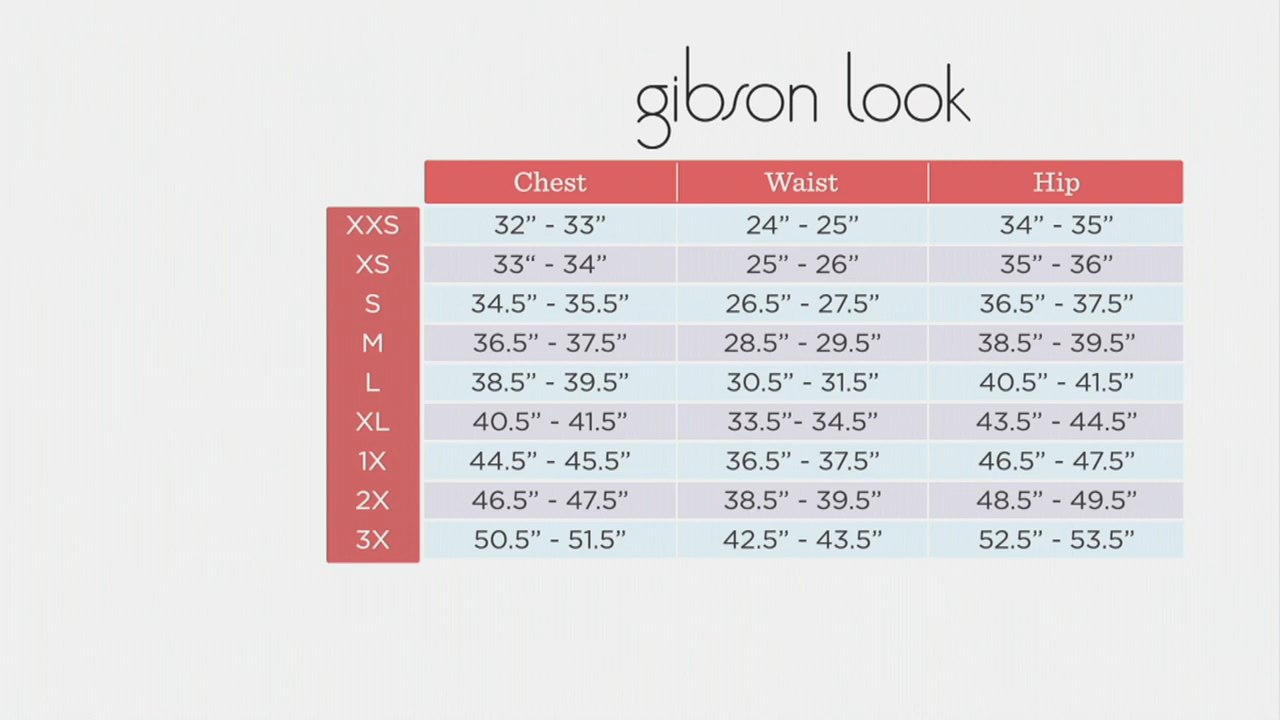 gibson look
Chest Waist Hip
XXS 32” - 33” 24” - 25” 34” - 35”
XS 33“ - 34” 25” - 26” 35” - 36”
S 34.5” - 35.5” 26.5” - 27.5” 36.5” - 37.5”
M 36.5” - 37.5” 28.5” - 29.5” 38.5” - 39.5”
L 38.5” - 39.5” 30.5” - 31.5” 40.5” - 41.5”
XL 40.5” - 41.5” 33.5”- 34.5” 43.5” - 44.5”
1X 44.5” - 45.5” 36.5” - 37.5” 46.5” - 47.5”
2X 46.5” - 47.5” 38.5” - 39.5” 48.5” - 49.5”
3X 50.5” - 51.5” 42.5” - 43.5” 52.5” - 53.5”